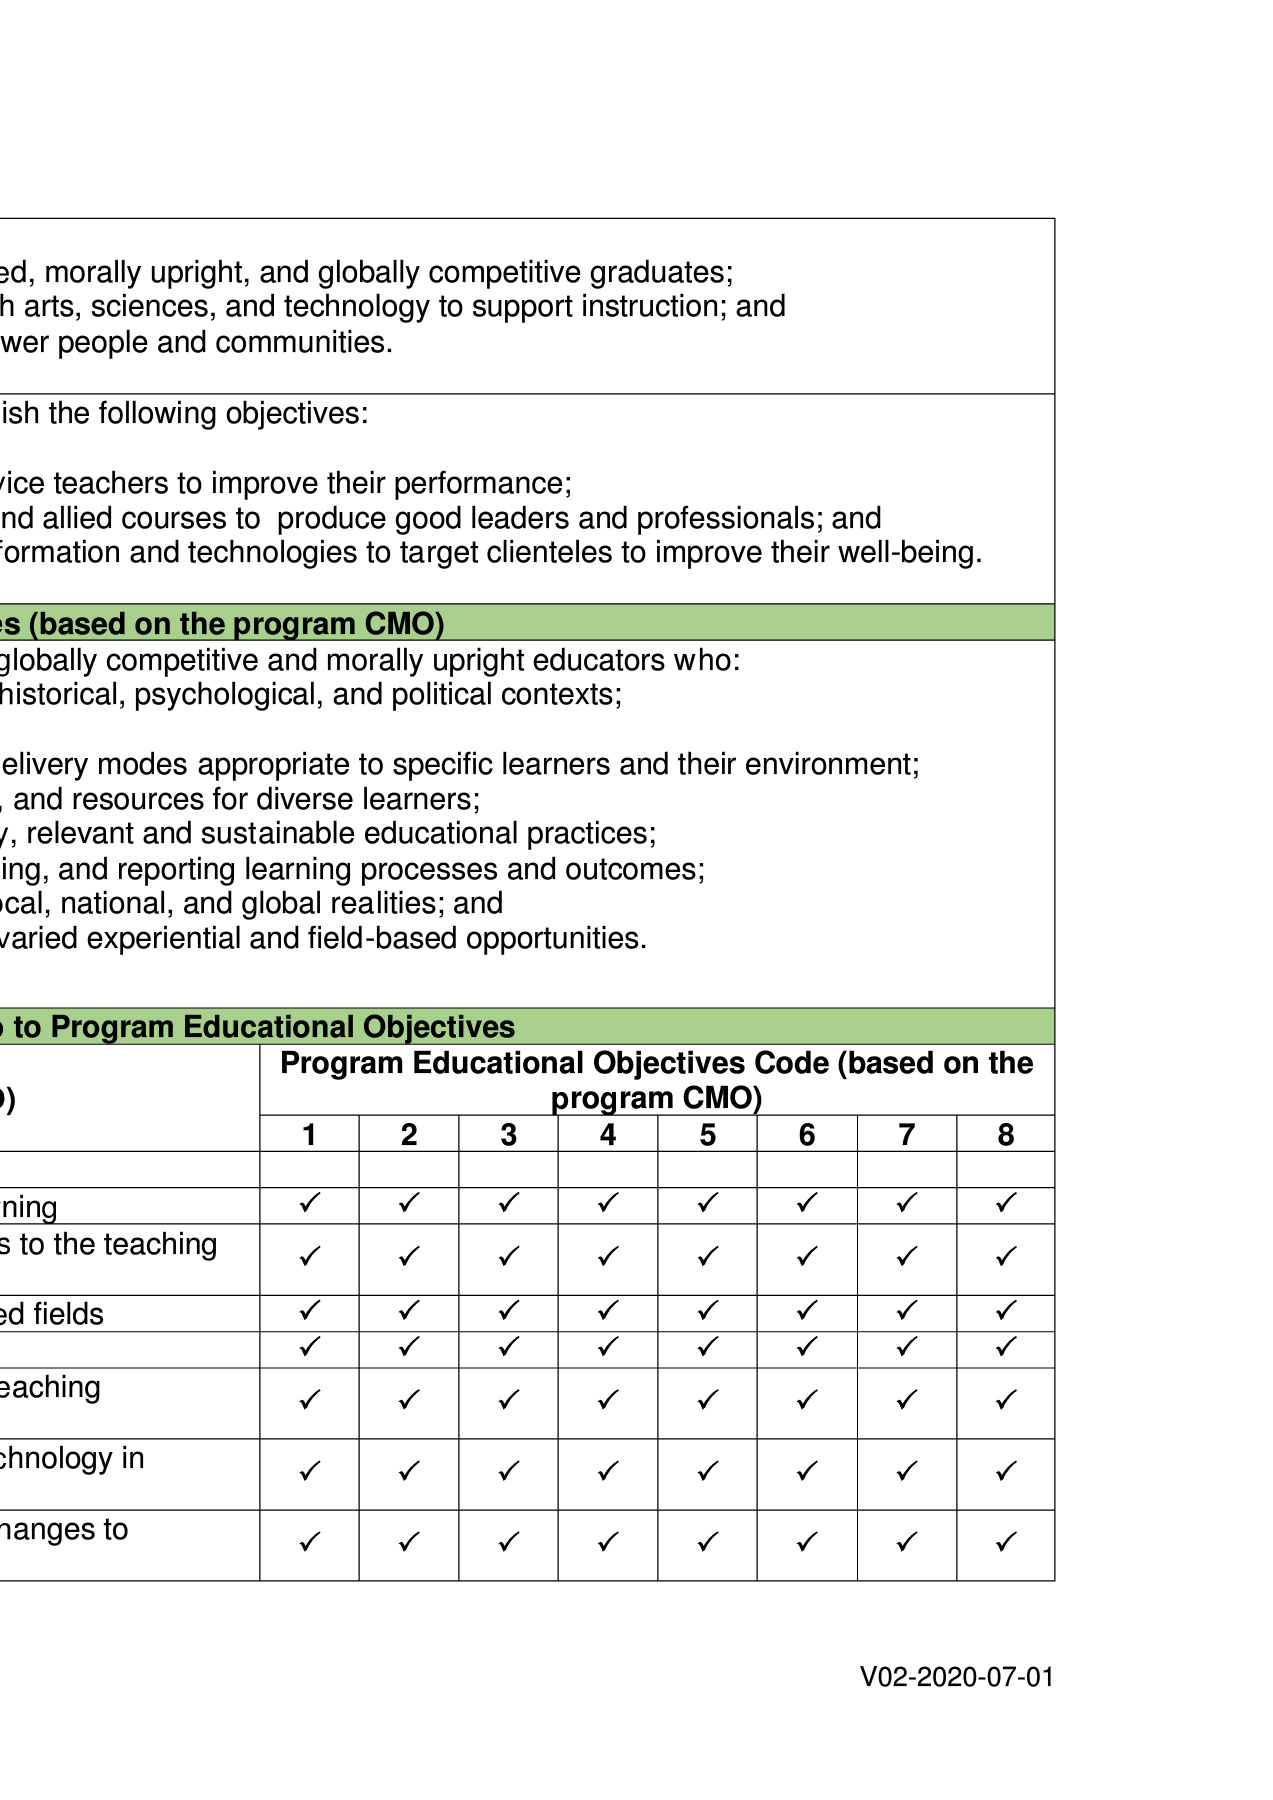 ed, morally upright, and globally competitive graduates;
h arts, sciences, and technology to support instruction; and
wer people and communities.
ish the following objectives:
vice teachers to improve their performance;
nd allied courses to  produce good leaders and professionals; and
formation and technologies to target clienteles to improve their well-being.
es (based on the program CMO)
globally competitive and morally upright educators who:
historical, psychological, and political contexts;
elivery modes appropriate to specific learners and their environment;
, and resources for diverse learners;
y, relevant and sustainable educational practices;
ing, and reporting learning processes and outcomes;
ocal, national, and global realities; and
varied experiential and field-based opportunities.
p to Program Educational Objectives
Program Educational Objectives Code (based on the
O)
program CMO)
1 2 3 4 5 6 7 8
rning ✓ ✓ ✓ ✓ ✓ ✓ ✓ ✓
s to the teaching ✓ ✓ ✓ ✓ ✓ ✓ ✓ ✓
ed fields ✓ ✓ ✓ ✓ ✓ ✓ ✓ ✓
✓ ✓ ✓ ✓ ✓ ✓ ✓ ✓
eaching ✓ ✓ ✓ ✓ ✓ ✓ ✓ ✓
chnology in ✓ ✓ ✓ ✓ ✓ ✓ ✓ ✓
hanges to ✓ ✓ ✓ ✓ ✓ ✓ ✓ ✓
V02-2020-07-01